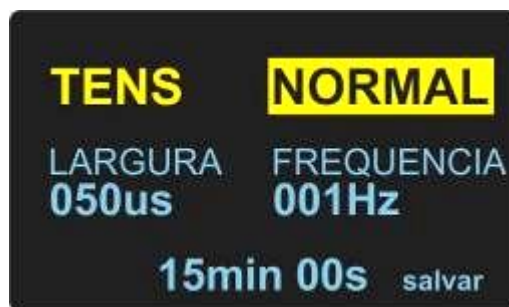 TENS NORMAL
LARGURA FREQUENCIA
050us 001Hz
15min 00s salvar